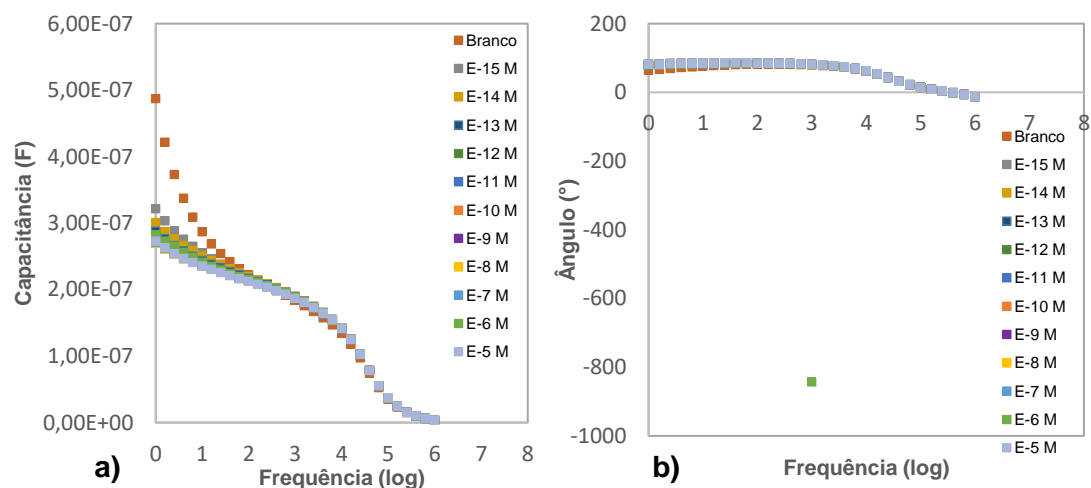 6,00E-07
5,00E-07
4,00E-07
3,00E-07
2,00E-07
1,00E-07
0,00E+00
Capacitância (F)
0 1 2 3 4 5 6 7 8
Frequência (log)
a)
Branco
E-15 M
E-14 M
E-13 M
E-12 M
E-11 M
E-10 M
E-9 M
E-8 M
E-7 M
E-6 M
E-5 M
200
0
-200
-400
-600
-800
-1000
Ângulo (°)
0 1 2 3 4 5 6 7 8
Branco
E-15 M
E-14 M
E-13 M
E-12 M
E-11 M
E-10 M
E-9 M
E-8 M
E-7 M
E-6 M
E-5 M
b)
Frequência (log)